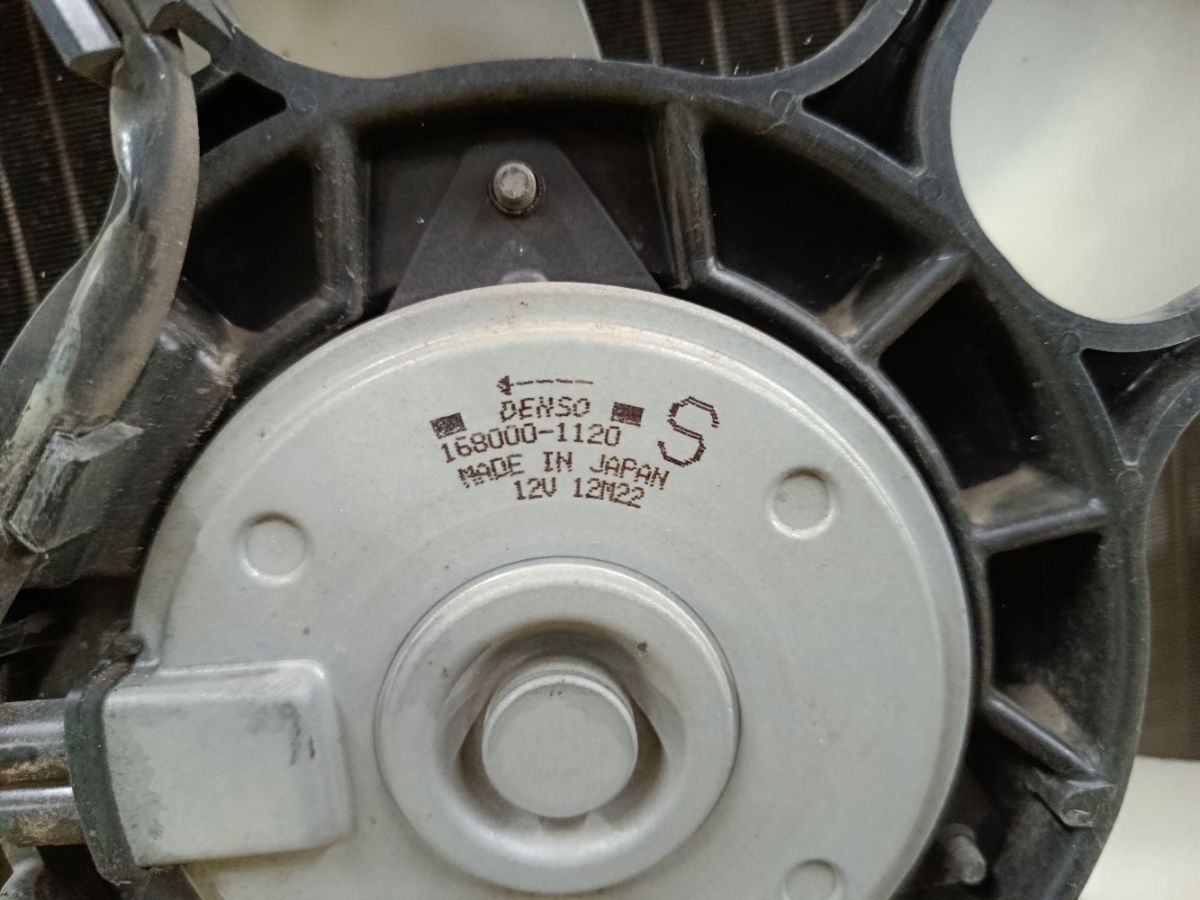 DENSO
168000-1120 S
MADE IN JAPAN
12V 12M22